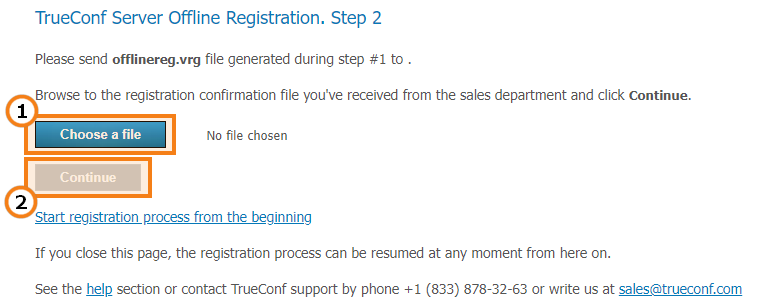 TrueConf Server Offline Registration. Step 2
Please send offlinereg.vrg file generated during step #1 to .
Browse to the registration confirmation file you've received from the sales department and click Continue.
1
Choose a file No file chosen
Continue
2
Start registration process from the beginning
If you close this page, the registration process can be resumed at any moment from here on.
See the help section or contact TrueConf support by phone +1 (833) 878-32-63 or write us at sales@trueconf.com